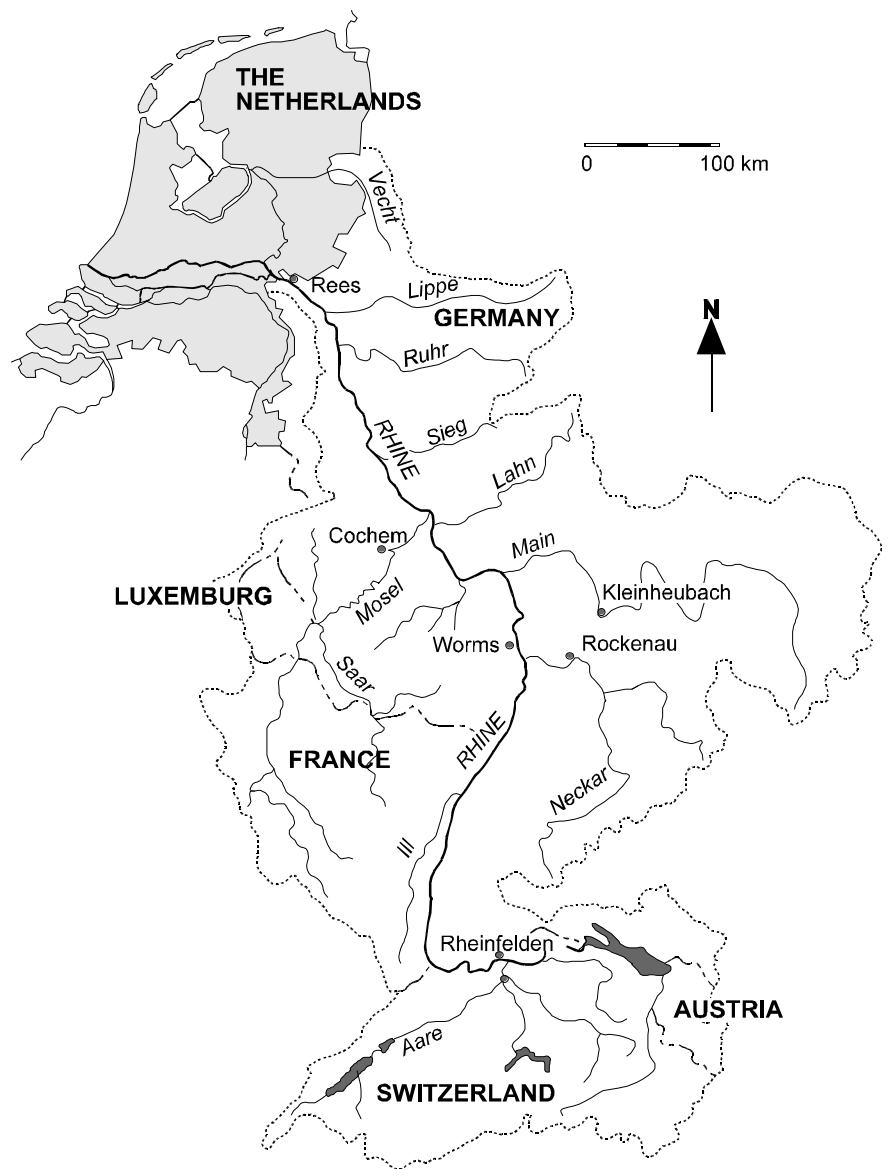 THE
NETHERLANDS
0 100 km
Vecht
Rees
Lippe
GERMANY
N
Ruhr
RHINE
Sieg
Lahn
Cochem
Main
LUXEMBURG
Mosel
Kleinheubach
Worms
Rockenau
Saar
FRANCE
RHINE
Neckar
Ill
Rheinfelden
AUSTRIA
Aare
SWITZERLAND